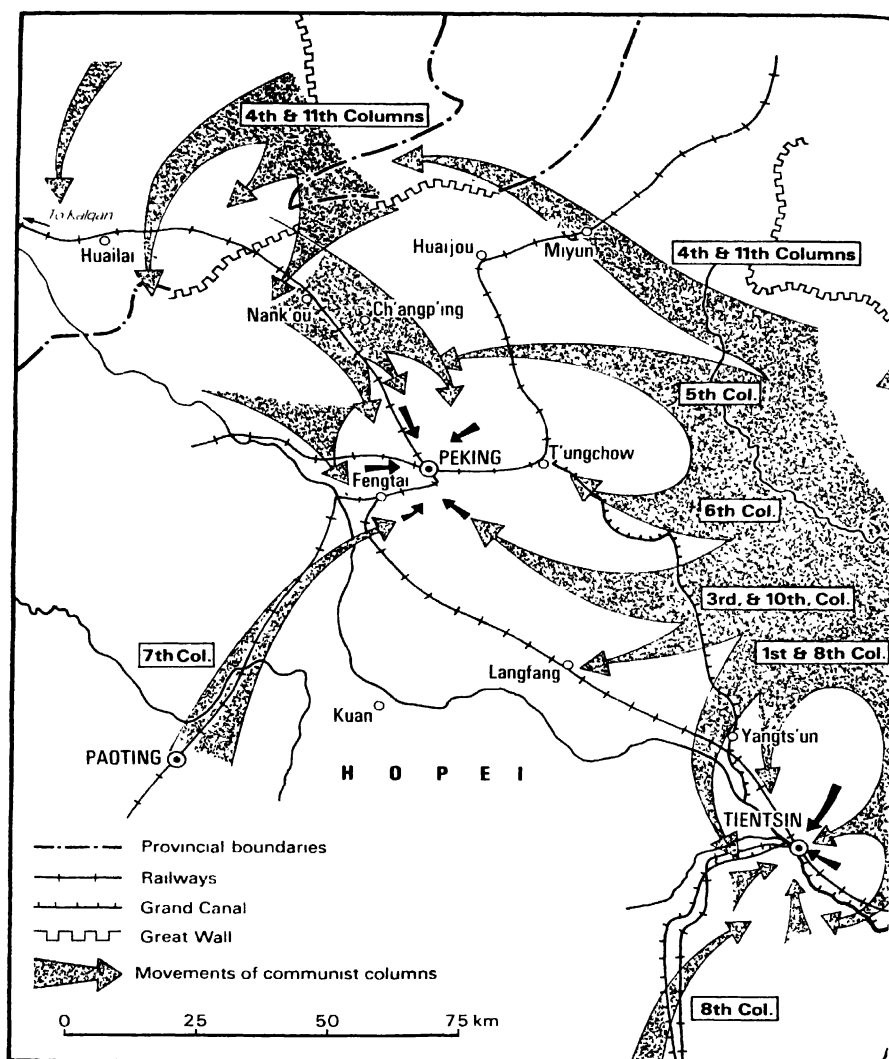 4th & 11th Columns
To Kalgan
Huailai
Huaijou
Miyun
4th & 11th Columns
Nank'ou
Ch'angp'ing
5th Col.
PEKING
T'ungchow
Fengtai
6th Col.
3rd. & 10th. Col.
7th Col.
Langfang
1st & 8th Col.
Kuan
Yangts'un
PAOTING
HOPEI
TIENTSIN
Provincial boundaries
Railways
Grand Canal
Great Wall
Movements of communist columns
8th Col.
0 25 50 75 km